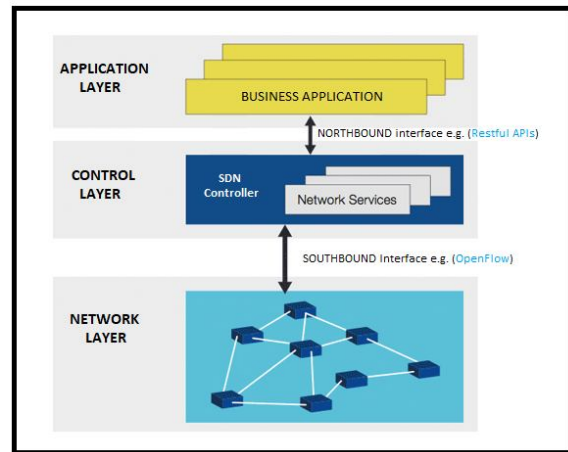 APPLICATION
LAYER
BUSINESS APPLICATION
NORTHBOUND interface e.g. (Restful APIs)
CONTROL
LAYER
SDN
Controller
Network Services
SOUTHBOUND Interface e.g. (OpenFlow)
NETWORK
LAYER